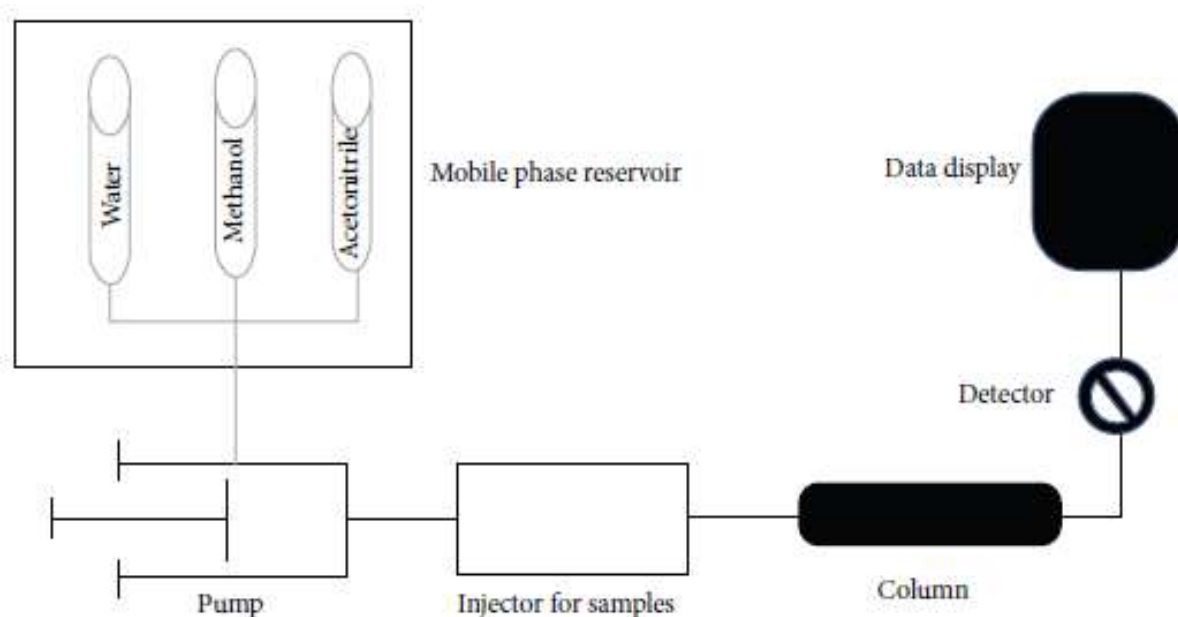 Water
Methanol
Acetonitrile
Mobile phase reservoir
Data display
Detector
Pump
Injector for samples
Column